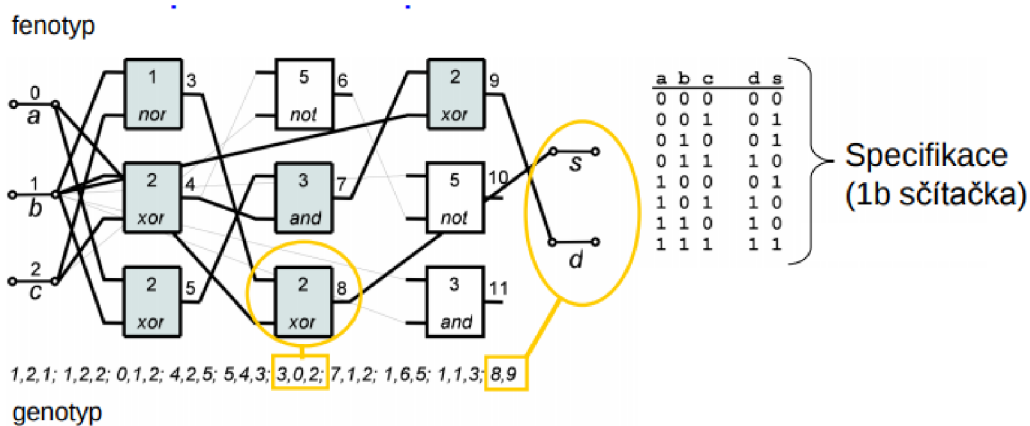 fenotyp
0
a
1
b
2
c
1
nor
3
2
xor
4
2
xor
5
5
not
6
3
and
7
2
xor
8
2
xor
9
5
not
10
3
and
11
s
d
a b c d s
0 0 0 0 0
0 0 1 0 1
0 1 0 0 1
0 1 1 1 0
1 0 0 0 1
1 0 1 1 0
1 1 0 1 0
1 1 1 1 1
Specifikace
(1b sčítačka)
1,2,1; 1,2,2; 0,1,2; 4,2,5; 5,4,3; 3,0,2; 7,1,2; 1,6,5; 1,1,3; 8,9
genotyp